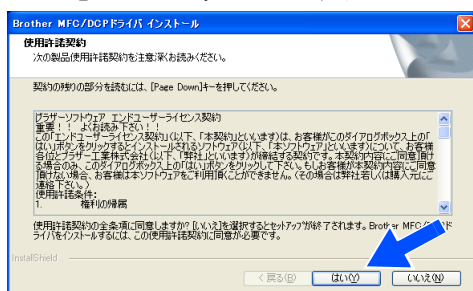 Brother MFC/DCPドライバ インストール
使用許諾契約
次の製品使用許諾契約を注意深くお読みください。
契約の残りの部分を読むには、[Page Down]キーを押してください。
ブラザーソフトウェア エンドユーザーライセンス契約
重要!! よくお読み下さい!!
この「エンドユーザーライセンス契約」(以下、「本契約」といいます)は、お客様がこのダイアログボックス上の「
はい」ボタンをクリックするとインストールされるソフトウェア(以下、「本ソフトウェア」といいます)について、お客様
各位とブラザー工業株式会社(以下、「弊社」といいます)が締結する契約です。本契約内容にご同意頂け
る場合のみ、このダイアログボックス上の「はい」ボタンをクリックして下さい。もしお客様が本契約内容にご同意
頂けない場合、お客様は本ソフトウェアをご利用頂くことができません。(その場合は弊社若しくは購入元にご
連絡下さい。)
使用許諾条件:
1. 権利の帰属
使用許諾契約の全条項に同意しますか? [いいえ]を選択するとセットアップが終了されます。Brother MFC/DCPド
ライバをインストールするには、この使用許諾契約に同意が必要です。
InstallShield
< 戻る(B)
はい(Y)
いいえ(N)